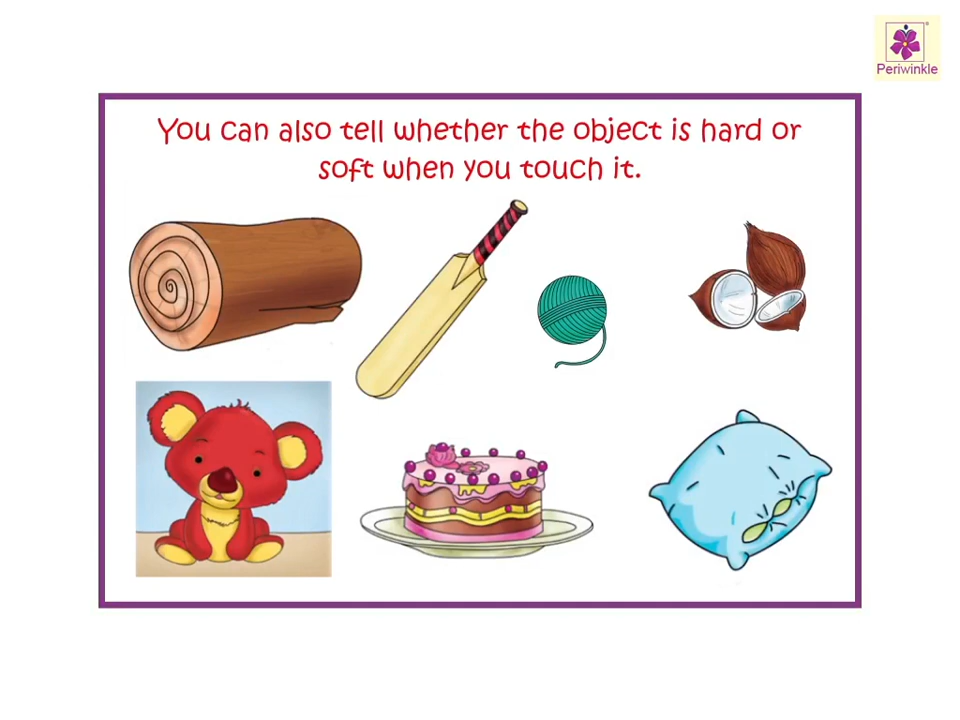 Periwinkle
You can also tell whether the object is hard or
soft when you touch it.